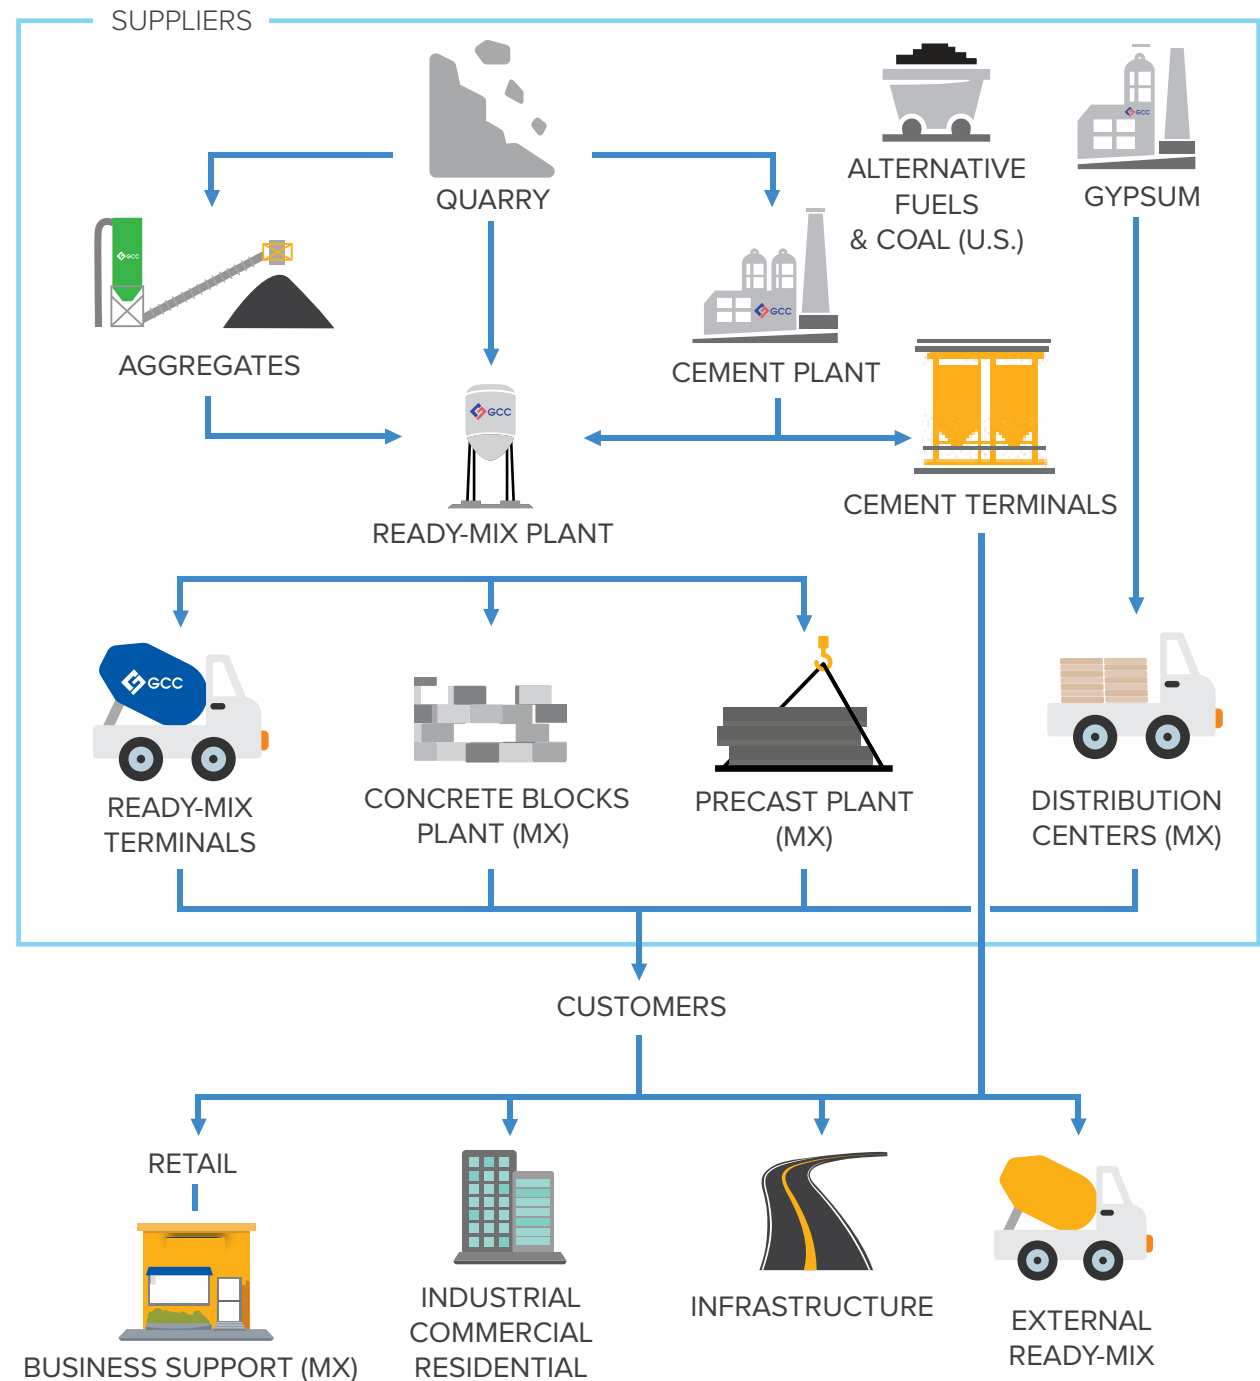 SUPPLIERS
QUARRY
ALTERNATIVE
FUELS
& COAL (U.S.)
GCC
GYPSUM
GCC
AGGREGATES
GCC
CEMENT PLANT
GCC
READY-MIX PLANT
CEMENT TERMINALS
GCC
READY-MIX
TERMINALS
CONCRETE BLOCKS
PLANT (MX)
PRECAST PLANT
(MX)
DISTRIBUTION
CENTERS (MX)
CUSTOMERS
RETAIL
BUSINESS SUPPORT (MX)
INDUSTRIAL
COMMERCIAL
RESIDENTIAL
INFRASTRUCTURE
EXTERNAL
READY-MIX